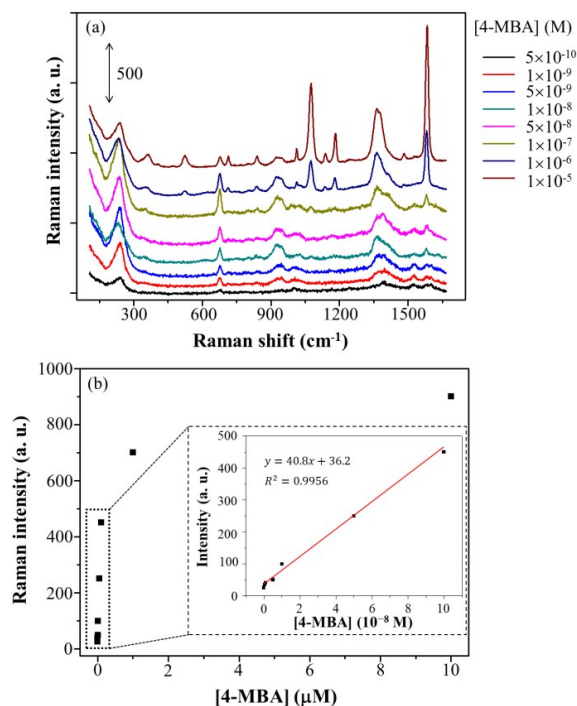 (a)
500
[4-MBA] (M)
5×10⁻¹⁰
1×10⁻⁹
5×10⁻⁹
1×10⁻⁸
5×10⁻⁸
1×10⁻⁷
1×10⁻⁶
1×10⁻⁵
Raman intensity (a. u.)
300 600 900 1200 1500
Raman shift (cm⁻¹)
(b)
Raman intensity (a. u.)
1000
800
600
400
200
0
0 2 4 6 8 10
[4-MBA] (μM)
y = 40.8x + 36.2
R² = 0.9956
Intensity (a. u.)
500
400
300
200
100
0
0 2 4 6 8 10
[4-MBA] (10⁻⁸ M)